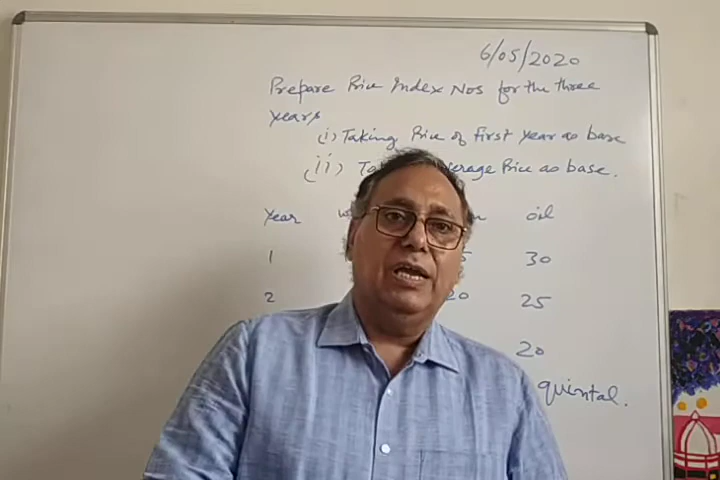 6/05/2020
Prepare Price Index Nos for the three
years
(i) Taking Price of first year as base
(ii) verage Price as base.
Year oil
1 30
2 20 25
20
quintal.